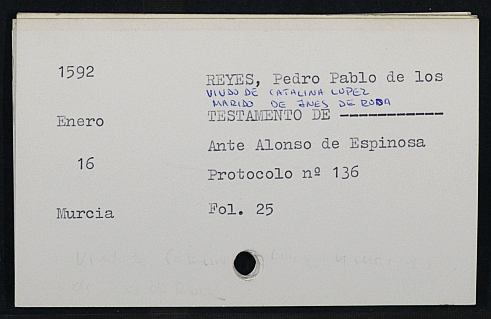 1592
REYES, Pedro Pablo de los
VIUDO DE CATALINA LOPEZ
MARIDO DE INES DE RODA
Enero
TESTAMENTO DE -----------
Ante Alonso de Espinosa
16
Protocolo nº 136
Murcia
Fol. 25